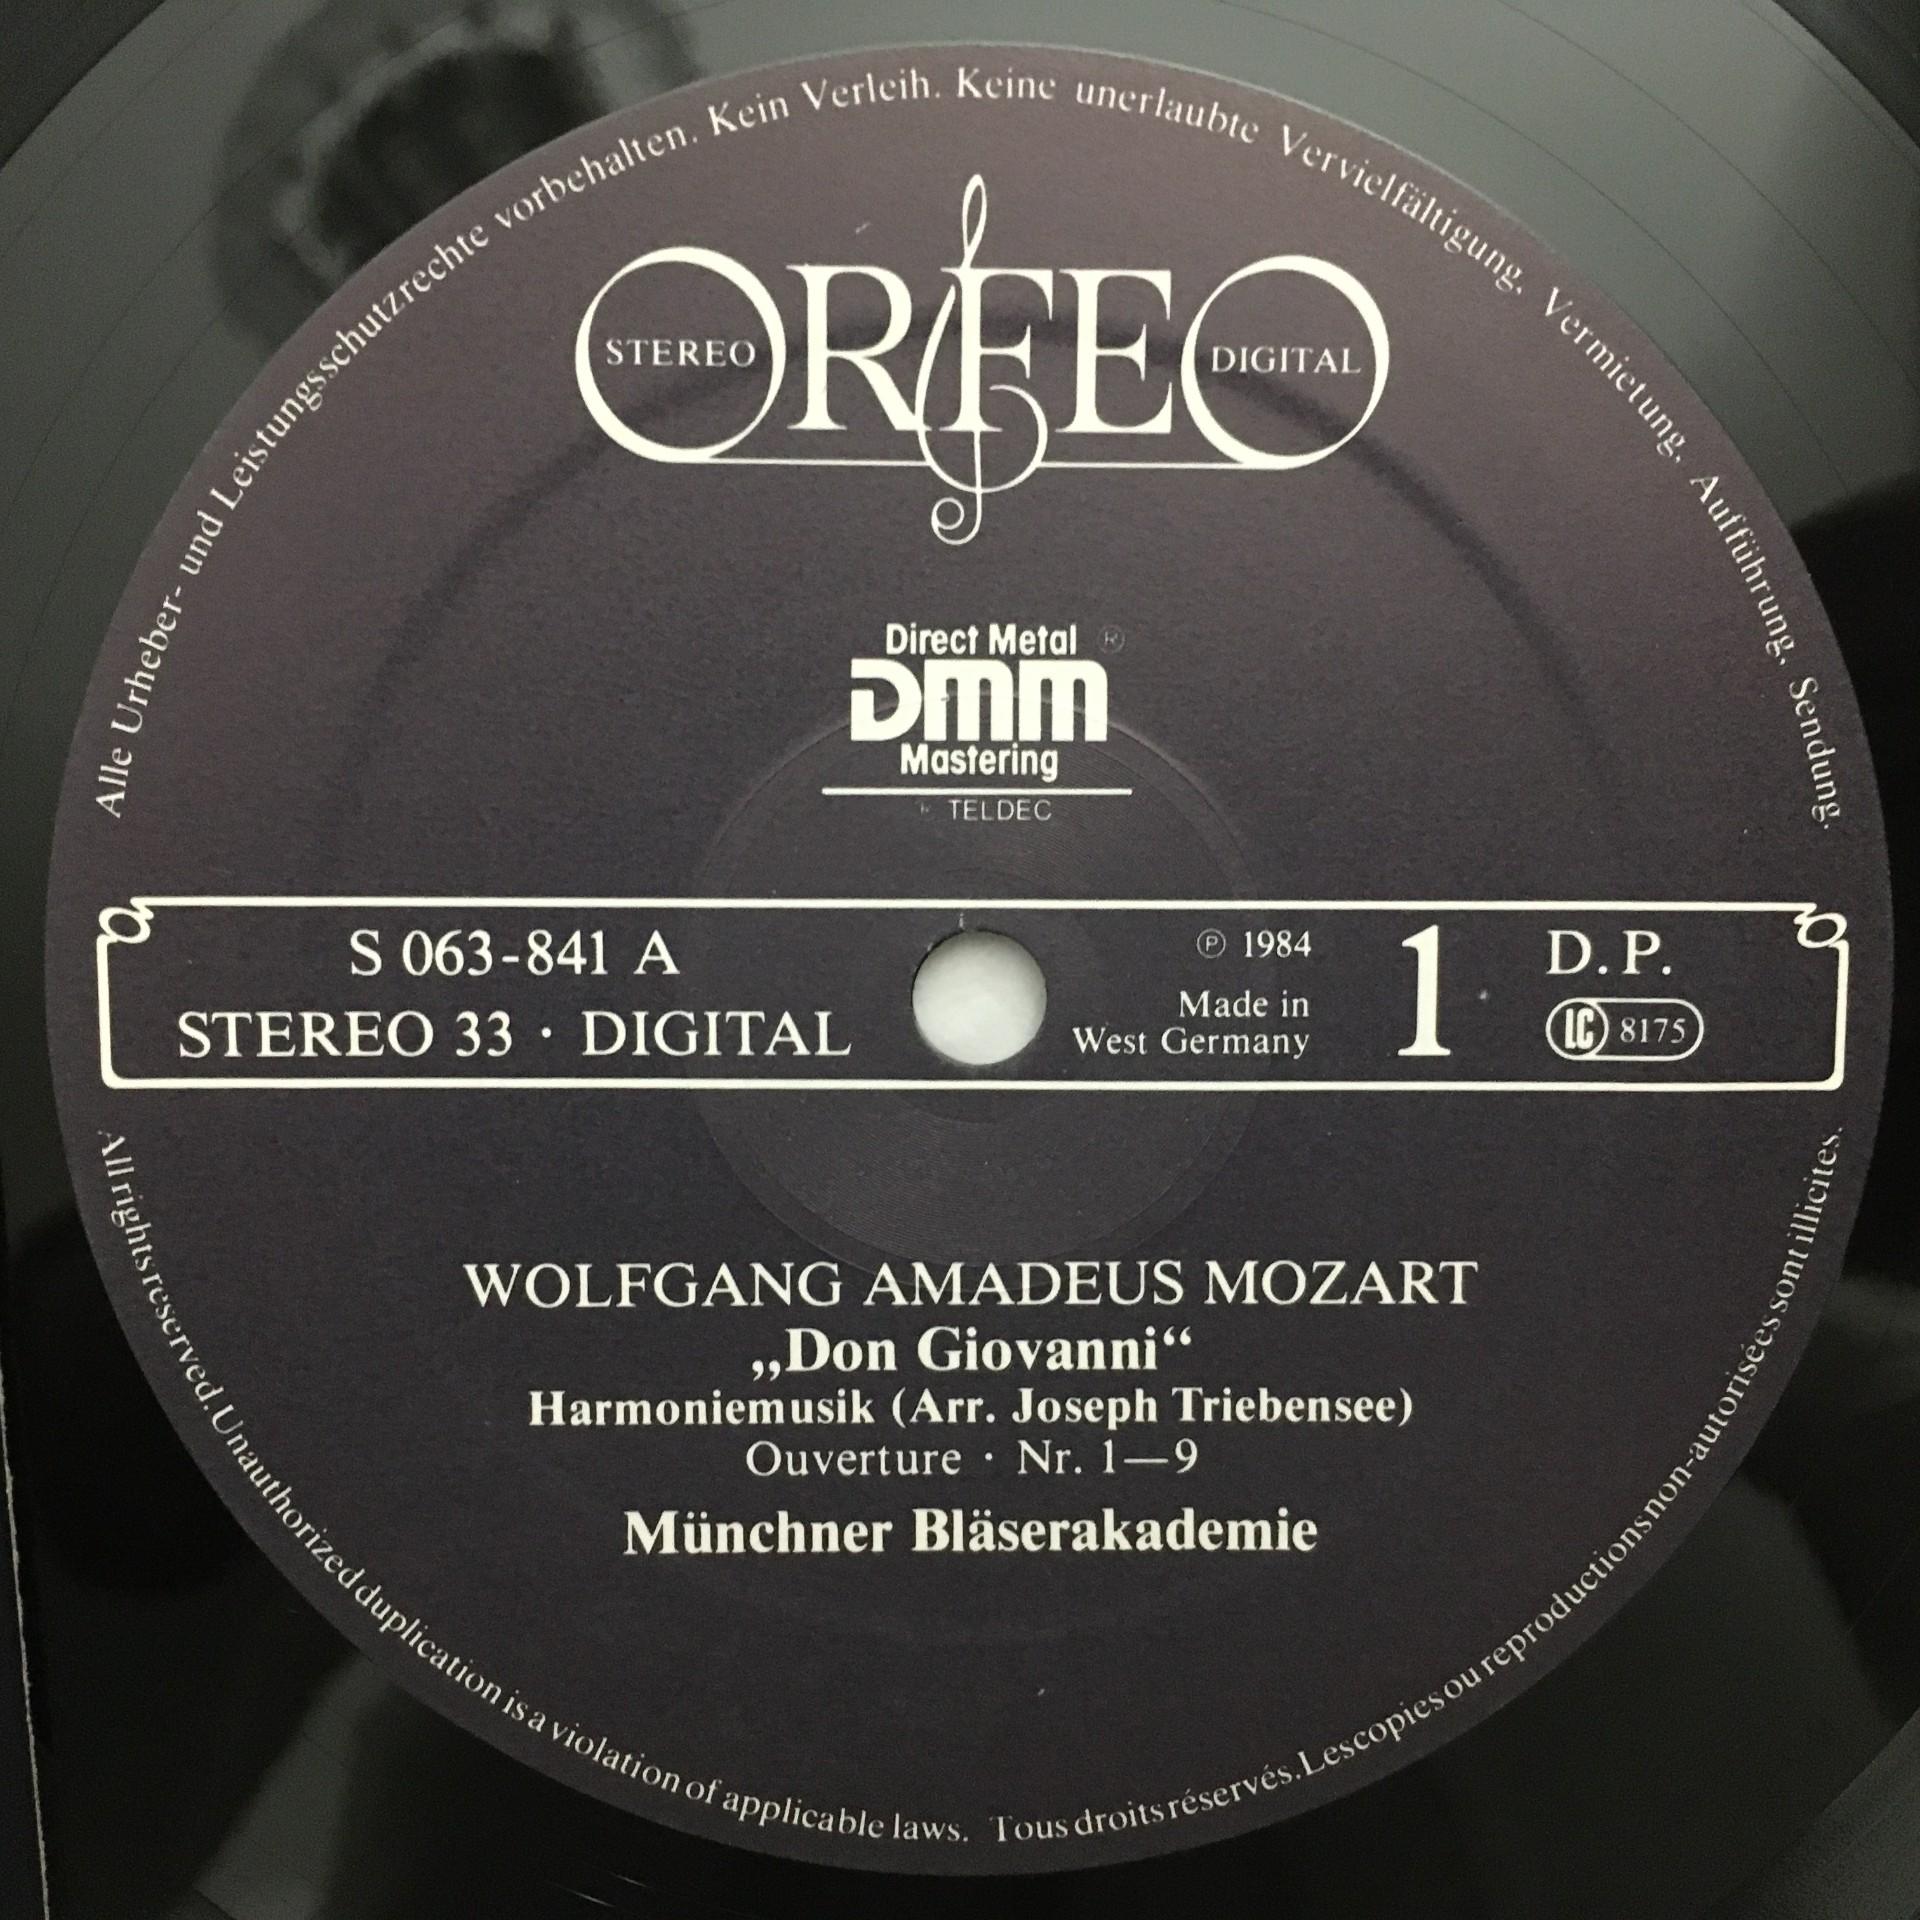 Alle Urheber- und Leistungsschutzrechte vorbehalten. Kein Verleih. Keine unerlaubte Vervielfältigung, Vermietung, Aufführung, Sendung.
ORFEO
STEREO
DIGITAL
Direct Metal ®
DMM
Mastering
TELDEC
S 063-841 A
STEREO 33 · DIGITAL
℗ 1984
Made in
West Germany
1
D.P.
LC 8175
WOLFGANG AMADEUS MOZART
„Don Giovanni“
Harmoniemusik (Arr. Joseph Triebensee)
Ouverture · Nr. 1—9
Münchner Bläserakademie
All rights reserved. Unauthorized duplication is a violation of applicable laws. Tous droits réservés. Les copies ou reproductions non-autorisées sont illicites.